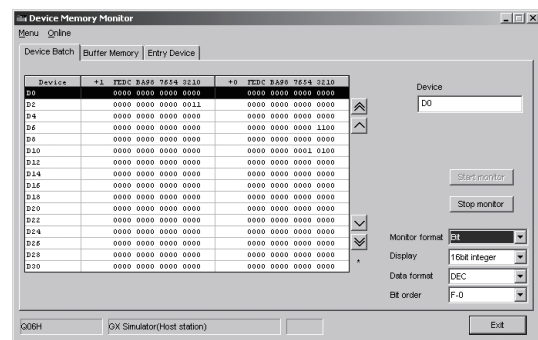 Device Memory Monitor
Menu Online
Device Batch Buffer Memory Entry Device
Device +1 FEDC BA98 7654 3210 +0 FEDC BA98 7654 3210
D0 0000 0000 0000 0000 0000 0000 0000 0000
D2 0000 0000 0000 0011 0000 0000 0000 0000
D4 0000 0000 0000 0000 0000 0000 0000 0000
D6 0000 0000 0000 0000 0000 0000 0000 1100
D8 0000 0000 0000 0000 0000 0000 0000 0000
D10 0000 0000 0000 0000 0000 0000 0001 0100
D12 0000 0000 0000 0000 0000 0000 0000 0000
D14 0000 0000 0000 0000 0000 0000 0000 0000
D16 0000 0000 0000 0000 0000 0000 0000 0000
D18 0000 0000 0000 0000 0000 0000 0000 0000
D20 0000 0000 0000 0000 0000 0000 0000 0000
D22 0000 0000 0000 0000 0000 0000 0000 0000
D24 0000 0000 0000 0000 0000 0000 0000 0000
D26 0000 0000 0000 0000 0000 0000 0000 0000
D28 0000 0000 0000 0000 0000 0000 0000 0000
D30 0000 0000 0000 0000 0000 0000 0000 0000
*
Device
D0
Start monitor
Stop monitor
Monitor format Bit
Display 16bit integer
Data format DEC
Bit order F-0
Q06H GX Simulator(Host station) Exit